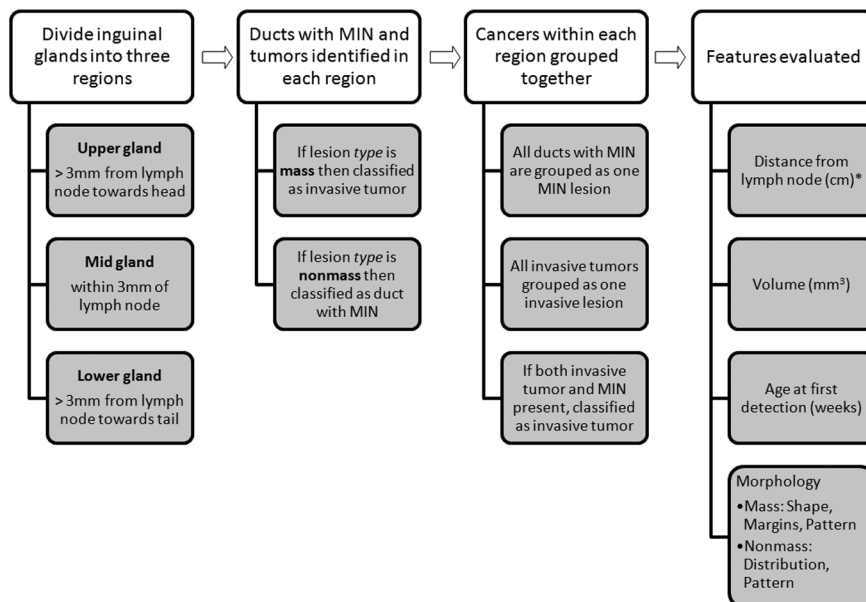 Divide inguinal
glands into three
regions
Upper gland
> 3mm from lymph
node towards head
Mid gland
within 3mm of
lymph node
Lower gland
> 3mm from lymph
node towards tail
Ducts with MIN and
tumors identified in
each region
If lesion type is
mass then classified
as invasive tumor
If lesion type is
nonmass then
classified as duct
with MIN
Cancers within each
region grouped
together
All ducts with MIN
are grouped as one
MIN lesion
All invasive tumors
grouped as one
invasive lesion
If both invasive
tumor and MIN
present, classified
as invasive tumor
Features evaluated
Distance from
lymph node (cm)*
Volume (mm³)
Age at first
detection (weeks)
Morphology
•Mass: Shape,
Margins, Pattern
•Nonmass:
Distribution,
Pattern